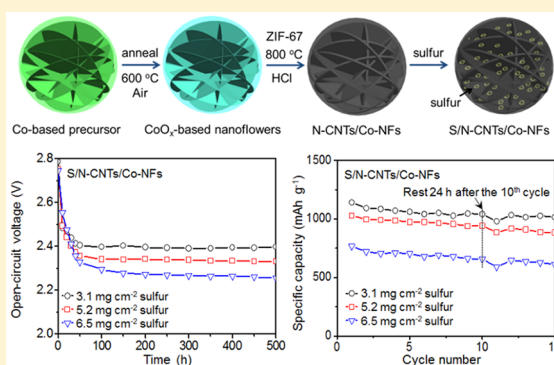 anneal
600 °C
Air
ZIF-67
800 °C
HCl
sulfur
sulfur
Co-based precursor
CoOx-based nanoflowers
N-CNTs/Co-NFs
S/N-CNTs/Co-NFs
Open-circuit voltage (V)
2.8
2.6
2.4
2.2
2.0
S/N-CNTs/Co-NFs
3.1 mg cm⁻² sulfur
5.2 mg cm⁻² sulfur
6.5 mg cm⁻² sulfur
0 100 200 300 400 500
Time (h)
Specific capacity (mAh g⁻¹)
1500
1000
500
0
S/N-CNTs/Co-NFs
Rest 24 h after the 10th cycle
3.1 mg cm⁻² sulfur
5.2 mg cm⁻² sulfur
6.5 mg cm⁻² sulfur
0 5 10
Cycle number